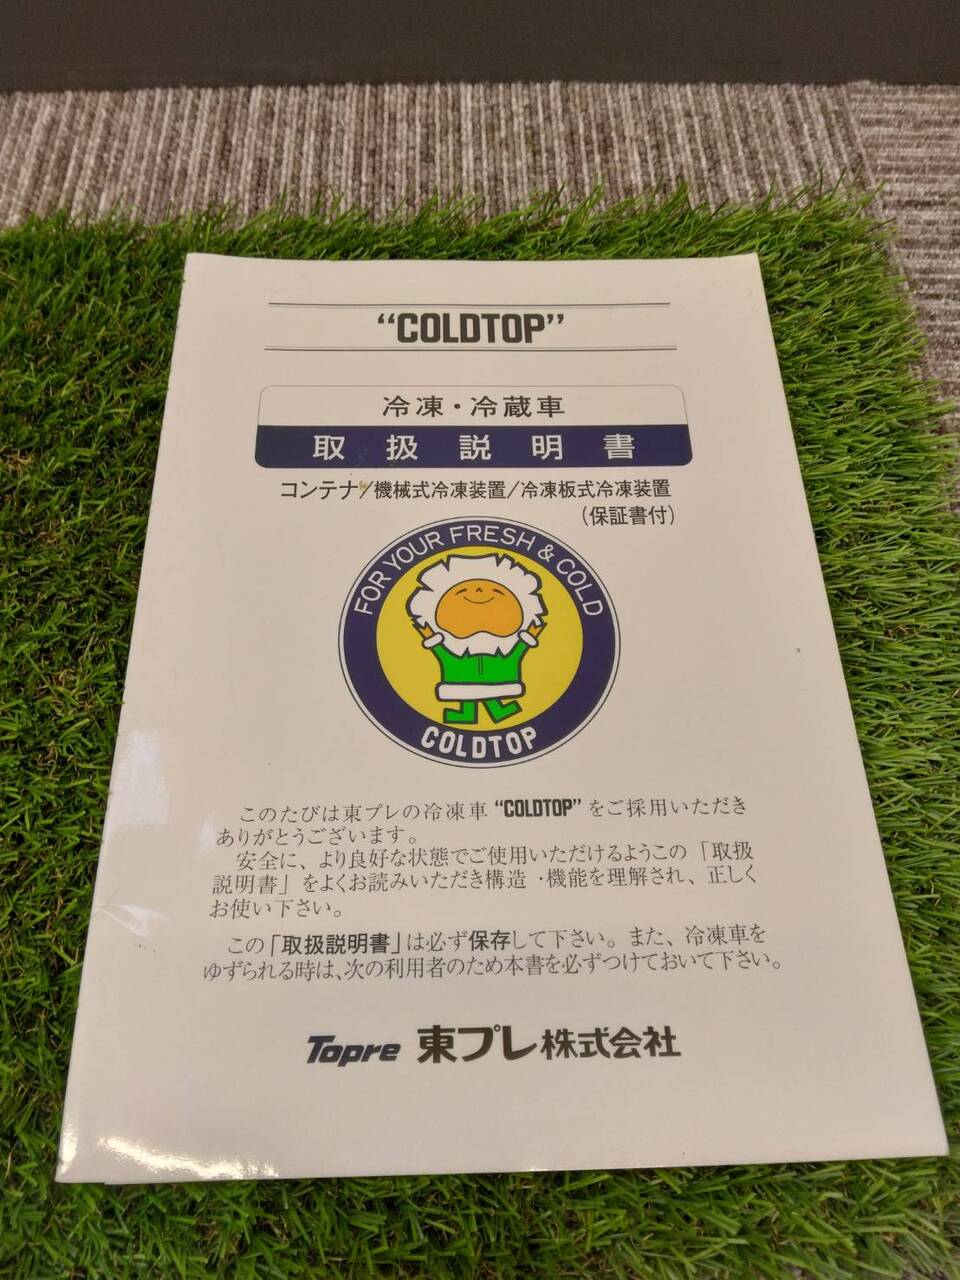 “COLDTOP”
冷凍・冷蔵車
取扱説明書
コンテナ/機械式冷凍装置/冷凍板式冷凍装置
(保証書付)
FOR YOUR FRESH & COLD
COLDTOP
このたびは東プレの冷凍車 “COLDTOP” をご採用いただき
ありがとうございます。
安全に、より良好な状態でご使用いただけるようこの「取扱
説明書」をよくお読みいただき構造・機能を理解され、正しく
お使い下さい。
この「取扱説明書」は必ず保存して下さい。また、冷凍車を
ゆずられる時は、次の利用者のため本書を必ずつけておいて下さい。
Topre 東プレ株式会社